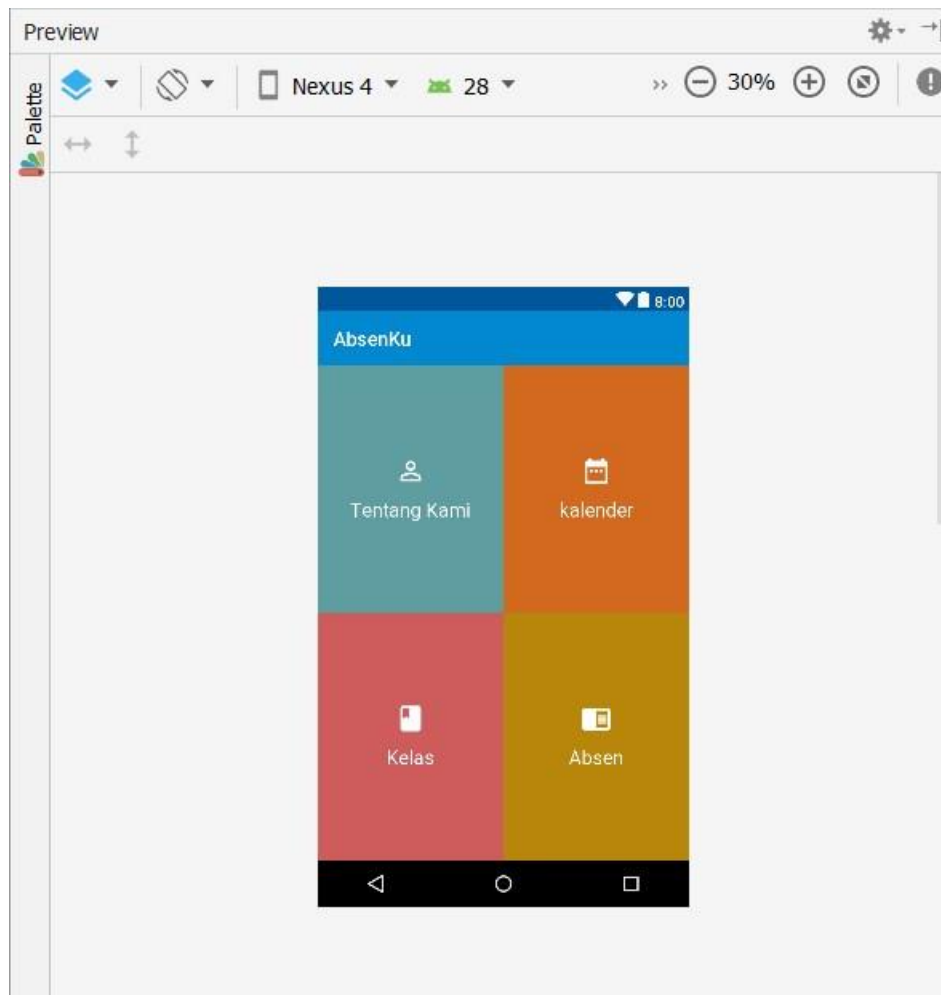 Preview
Palette
Nexus 4
28
30%
8:00
AbsenKu
Tentang Kami
kalender
Kelas
Absen